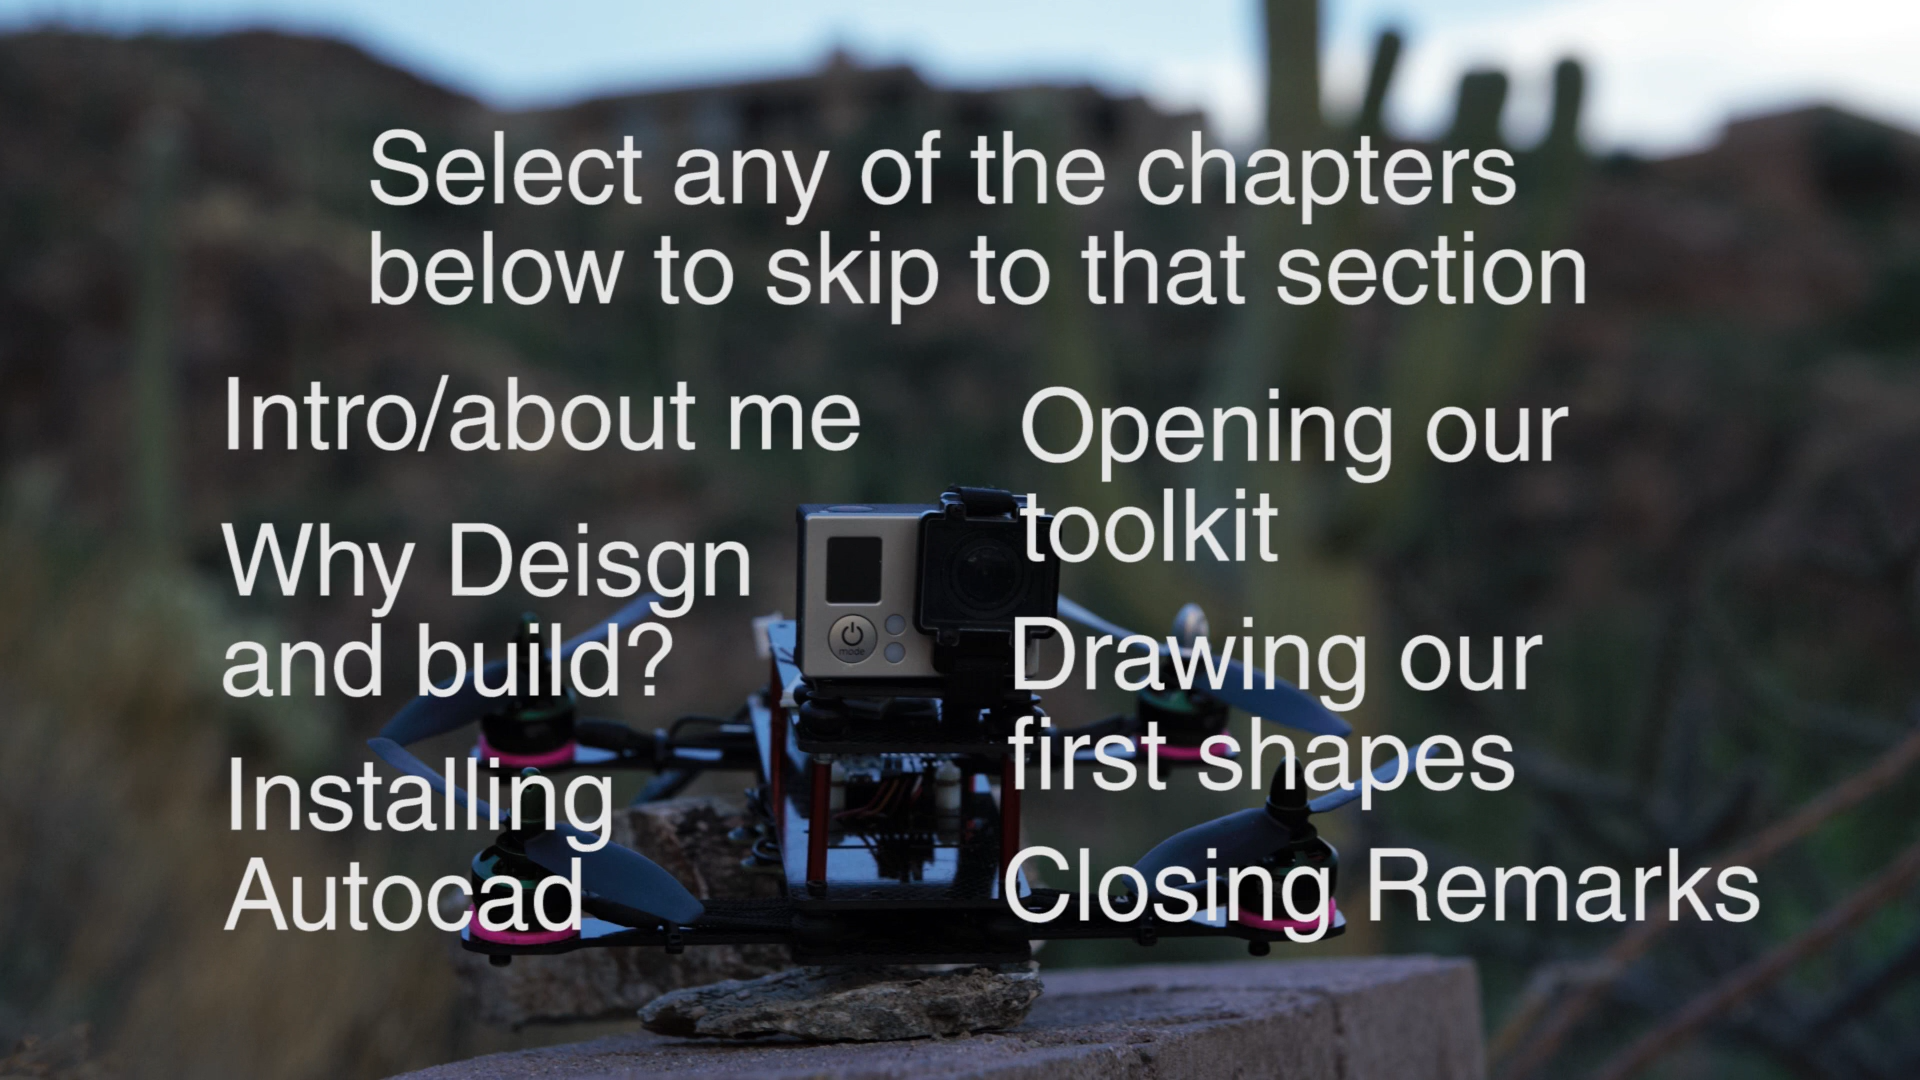 Select any of the chapters
below to skip to that section
Intro/about me
Why Deisgn
and build?
Installing
Autocad
Opening our
toolkit
Drawing our
first shapes
Closing Remarks
mode